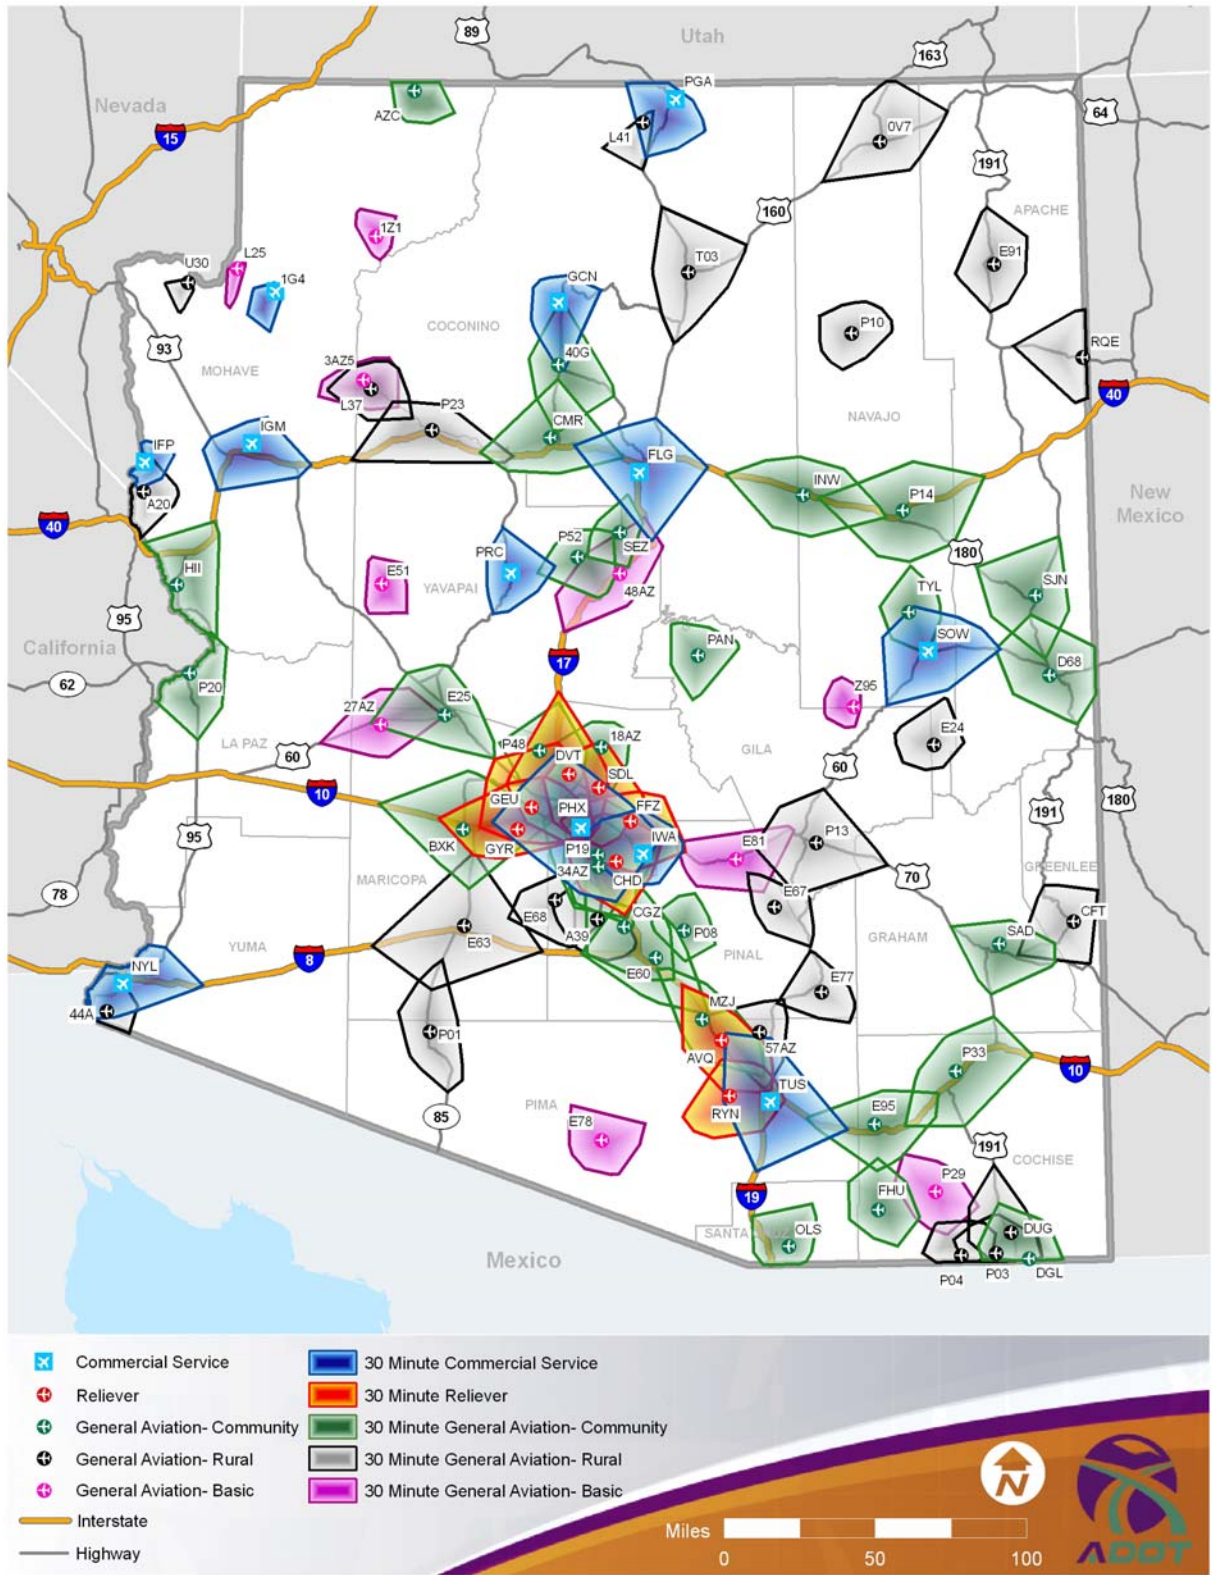 89
Utah
163
PGA
Nevada
AZC
64
15
L41
0V7
191
1Z1
160
APACHE
L25
U30
1G4
GCN
T03
E91
COCONINO
P10
93
40G
RQE
MOHAVE
3AZ5
L37
P23
40
NAVAJO
CMR
IGM
IFP
FLG
INW
P14
New
Mexico
A20
40
P52
SEZ
180
PRC
HII
E51
48AZ
YAVAPAI
TYL
SJN
95
California
SOW
PAN
17
D68
62
P20
Z95
27AZ
E25
E24
LA PAZ
60
P48
18AZ
GILA
DVT
SDL
60
10
GEU
PHX
FFZ
191
180
95
IWA
BXK
GYR
P19
E81
P13
34AZ
CHD
MARICOPA
70
GREENLEE
78
E67
E68
CGZ
CFT
A39
P08
YUMA
E63
GRAHAM
SAD
PINAL
8
NYL
E60
E77
44A
MZJ
P01
57AZ
P33
AVQ
10
TUS
PIMA
RYN
E95
85
E78
191
COCHISE
P29
19
FHU
DUG
SANTA CRUZ
OLS
Mexico
P04
P03
DGL
Commercial Service
30 Minute Commercial Service
Reliever
30 Minute Reliever
General Aviation- Community
30 Minute General Aviation- Community
General Aviation- Rural
30 Minute General Aviation- Rural
General Aviation- Basic
30 Minute General Aviation- Basic
N
Interstate
Miles
Highway
0
50
100
ADOT